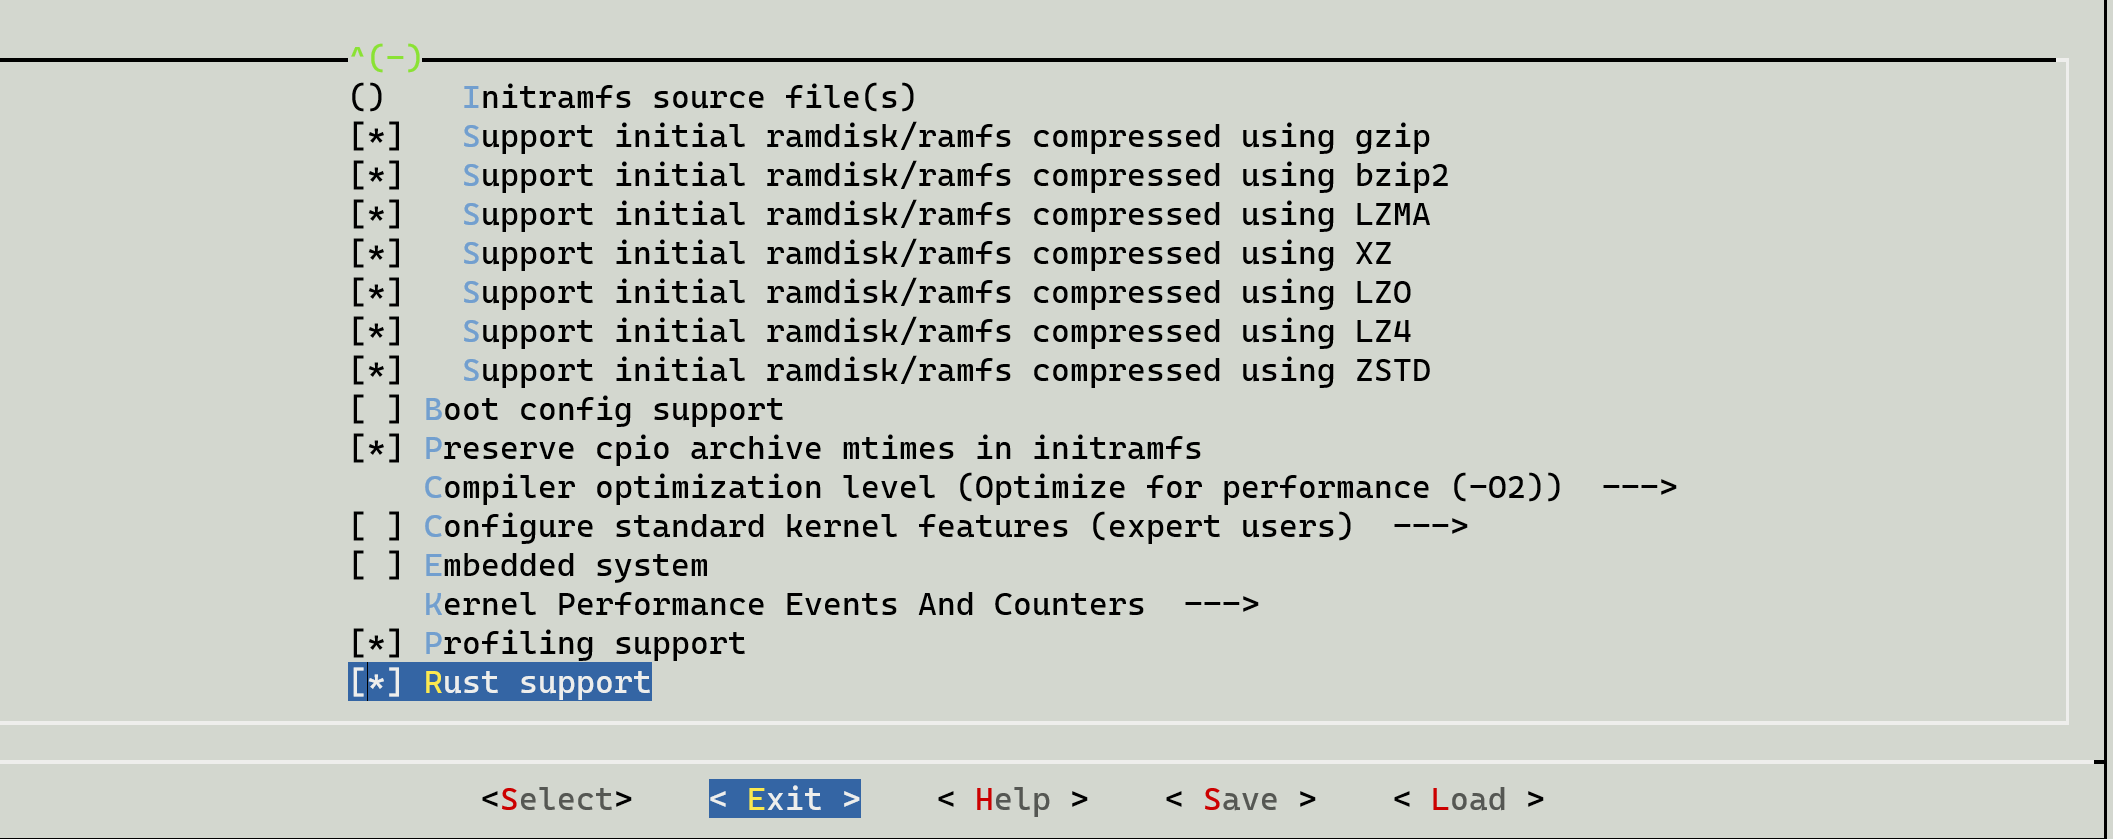 ^(-)
()    Initramfs source file(s)
[*]   Support initial ramdisk/ramfs compressed using gzip
[*]   Support initial ramdisk/ramfs compressed using bzip2
[*]   Support initial ramdisk/ramfs compressed using LZMA
[*]   Support initial ramdisk/ramfs compressed using XZ
[*]   Support initial ramdisk/ramfs compressed using LZO
[*]   Support initial ramdisk/ramfs compressed using LZ4
[*]   Support initial ramdisk/ramfs compressed using ZSTD
[ ] Boot config support
[*] Preserve cpio archive mtimes in initramfs
    Compiler optimization level (Optimize for performance (-O2))  --->
[ ] Configure standard kernel features (expert users)  --->
[ ] Embedded system
    Kernel Performance Events And Counters  --->
[*] Profiling support
[*] Rust support
<Select>    < Exit >    < Help >    < Save >    < Load >